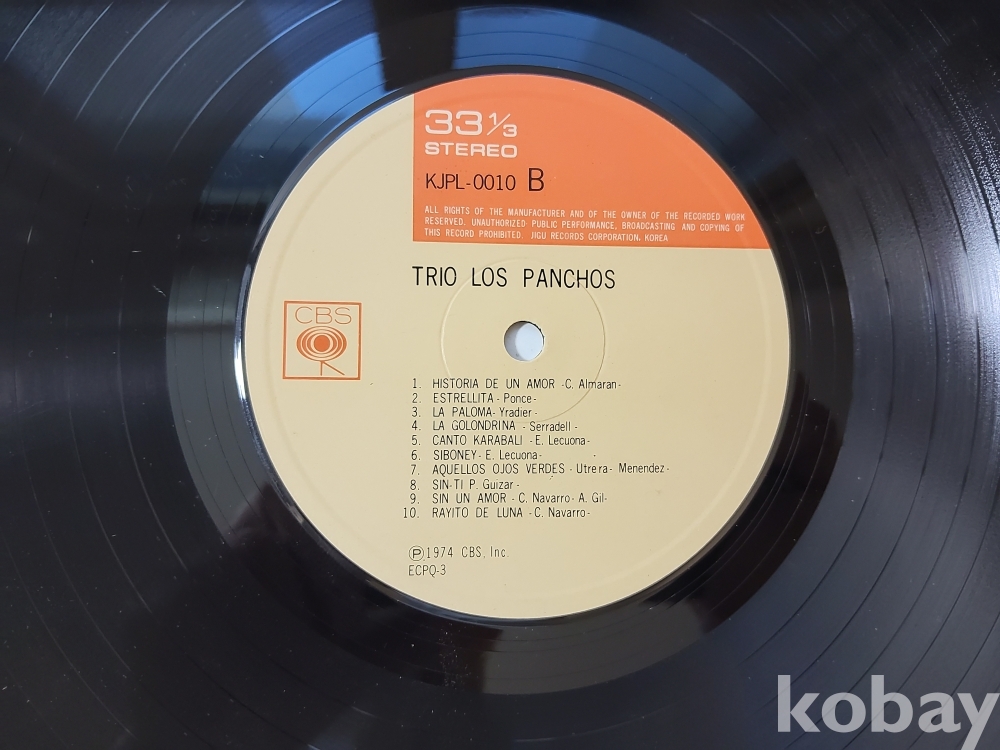 33 1/3
STEREO
KJPL-0010 B
ALL RIGHTS OF THE MANUFACTURER AND OF THE OWNER OF THE RECORDED WORK
RESERVED. UNAUTHORIZED PUBLIC PERFORMANCE, BROADCASTING AND COPYING OF
THIS RECORD PROHIBITED. JIGU RECORDS CORPORATION, KOREA
TRIO LOS PANCHOS
CBS
1. HISTORIA DE UN AMOR -C. Almaran-
2. ESTRELLITA - Ponce-
3. LA PALOMA- Yradier -
4. LA GOLONDRINA - Serradell -
5. CANTO KARABALI - E. Lecuona-
6. SIBONEY- E. Lecuona- -
7. AQUELLOS OJOS VERDES - Utrera- Menendez-
8. SIN-TI P. Guizar -
9. SIN UN AMOR - C. Navarro- A. Gil-
10. RAYITO DE LUNA - C. Navarro -
Ⓟ1974 CBS, Inc.
ECPQ-3
kobay